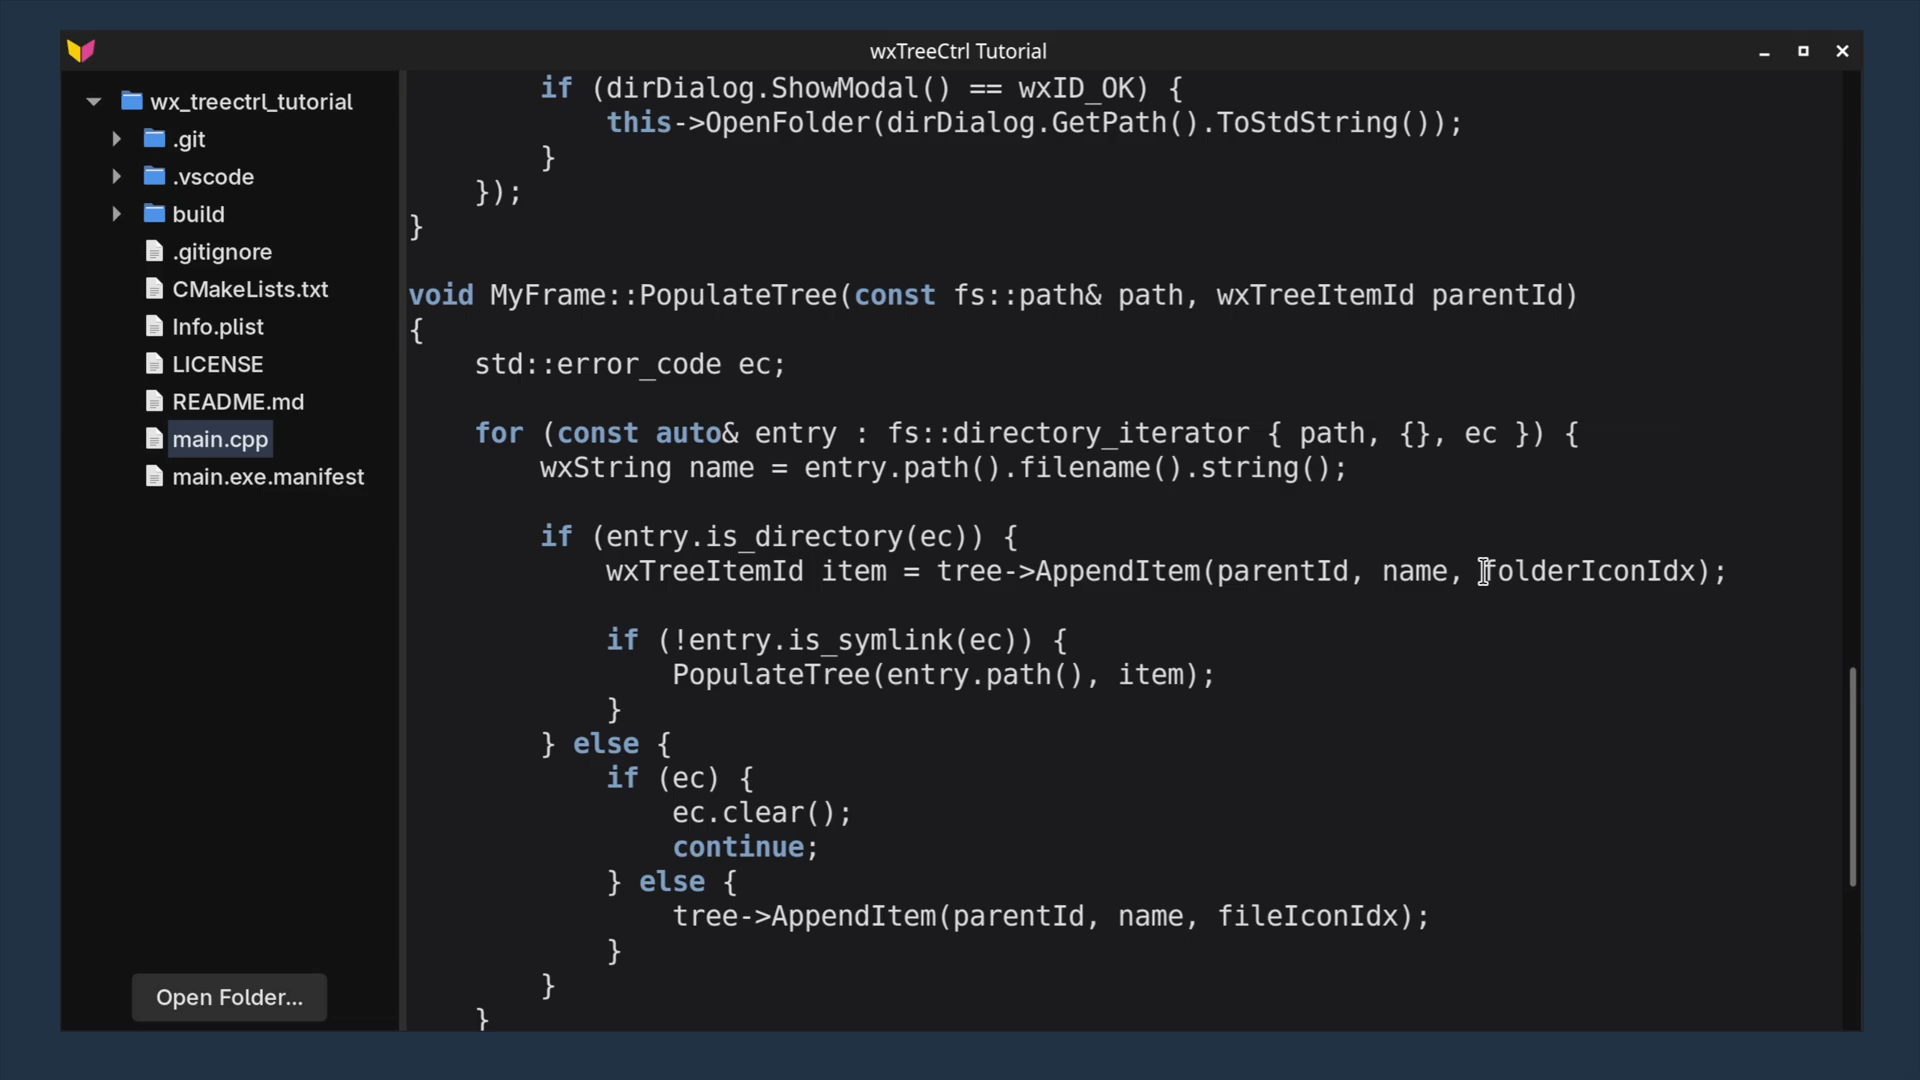 wxTreeCtrl Tutorial
wx_treectrl_tutorial
.git
.vscode
build
.gitignore
CMakeLists.txt
Info.plist
LICENSE
README.md
main.cpp
main.exe.manifest
Open Folder...
        if (dirDialog.ShowModal() == wxID_OK) {
            this->OpenFolder(dirDialog.GetPath().ToStdString());
        }
    });
}
void MyFrame::PopulateTree(const fs::path& path, wxTreeItemId parentId)
{
    std::error_code ec;
    for (const auto& entry : fs::directory_iterator { path, {}, ec }) {
        wxString name = entry.path().filename().string();
        if (entry.is_directory(ec)) {
            wxTreeItemId item = tree->AppendItem(parentId, name, folderIconIdx);
            if (!entry.is_symlink(ec)) {
                PopulateTree(entry.path(), item);
            }
        } else {
            if (ec) {
                ec.clear();
                continue;
            } else {
                tree->AppendItem(parentId, name, fileIconIdx);
            }
        }
    }